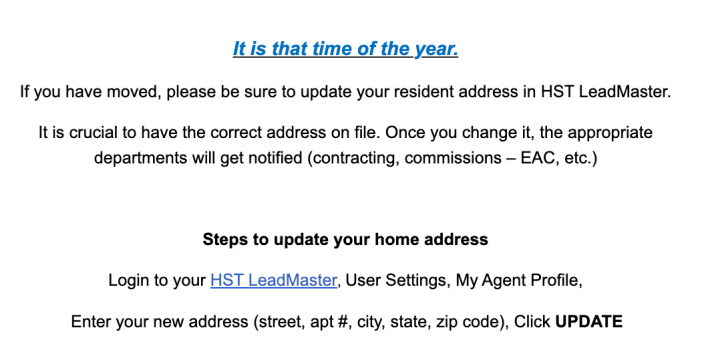 It is that time of the year.
If you have moved, please be sure to update your resident address in HST LeadMaster.
It is crucial to have the correct address on file. Once you change it, the appropriate
departments will get notified (contracting, commissions – EAC, etc.)
Steps to update your home address
Login to your HST LeadMaster, User Settings, My Agent Profile,
Enter your new address (street, apt #, city, state, zip code), Click UPDATE